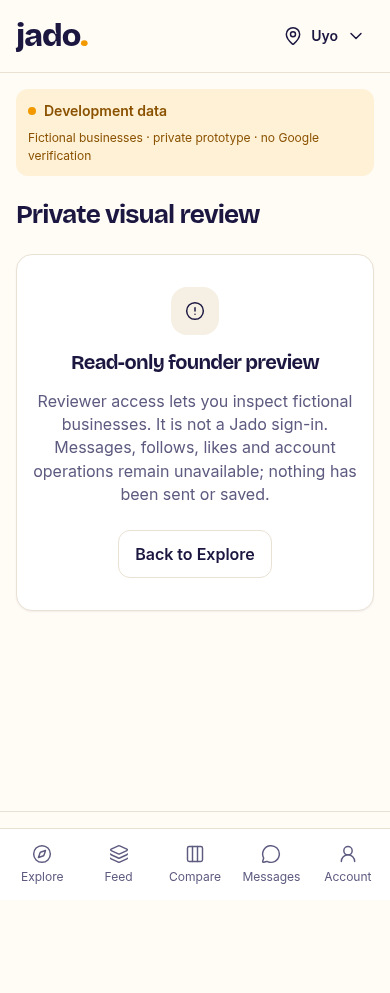 jado.
Uyo
Development data
Fictional businesses · private prototype · no Google
verification
Private visual review
Read-only founder preview
Reviewer access lets you inspect fictional
businesses. It is not a Jado sign-in.
Messages, follows, likes and account
operations remain unavailable; nothing has
been sent or saved.
Back to Explore
Explore
Feed
Compare
Messages
Account